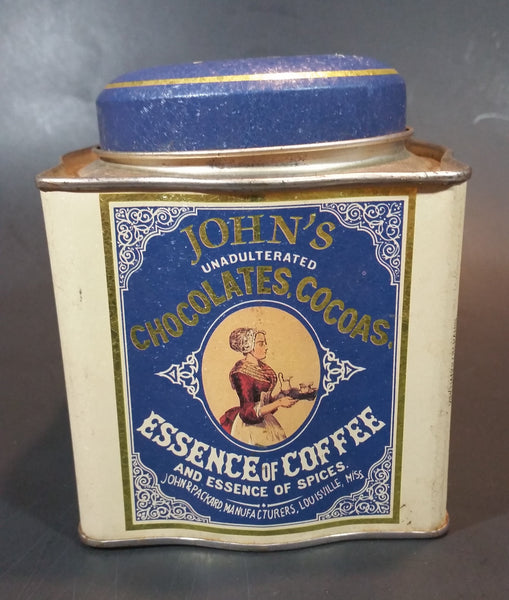 JOHN'S
UNADULTERATED
CHOCOLATES, COCOAS.
ESSENCE OF COFFEE
AND ESSENCE OF SPICES.
JOHN & PACKARD, MANUFACTURERS, LOUISVILLE, MISS